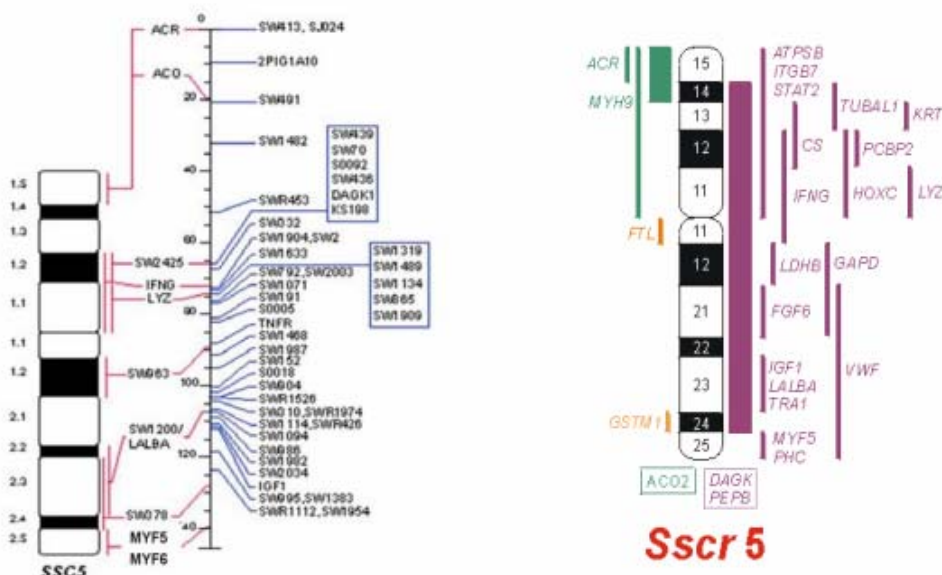 0
ACR
SW413, SJ024
2PIG1A10
ACO
20
SW491
SW1482
SW439
SW70
S0092
SW436
DAGK1
KS198
40
SWR453
SW332
SW1904,SW2
60
SW2425
SW1633
SW792,SW2003
SW1319
SW1489
SW1134
SW865
SW1989
IFNG
LYZ
SW1071
SW191
80
S0005
TNFR
SW1468
SW963
SW1987
SW152
100
S0018
SW904
SWR1526
SW310,SWR1974
SW1114,SWR426
SW1200/
LALBA
SW1094
SW986
120
SW1982
SW2034
IGF1
SW378
SW995,SW1383
SWR1112,SW1954
MYF5
MYF6
1.5
1.4
1.3
1.2
1.1
1.1
1.2
2.1
2.2
2.3
2.4
2.5
SSC5
ACR
MYH9
15
14
13
12
11
11
12
21
22
23
24
25
FTL
GSTM1
ATPSB
ITGB7
STAT2
TUBAL1
KRT
CS
PCBP2
IFNG
HOXC
LYZ
LDHB
GAPD
FGF6
VWF
IGF1
LALBA
TRA1
MYF5
PHC
ACO2
DAGK
PEPB
Sscr 5